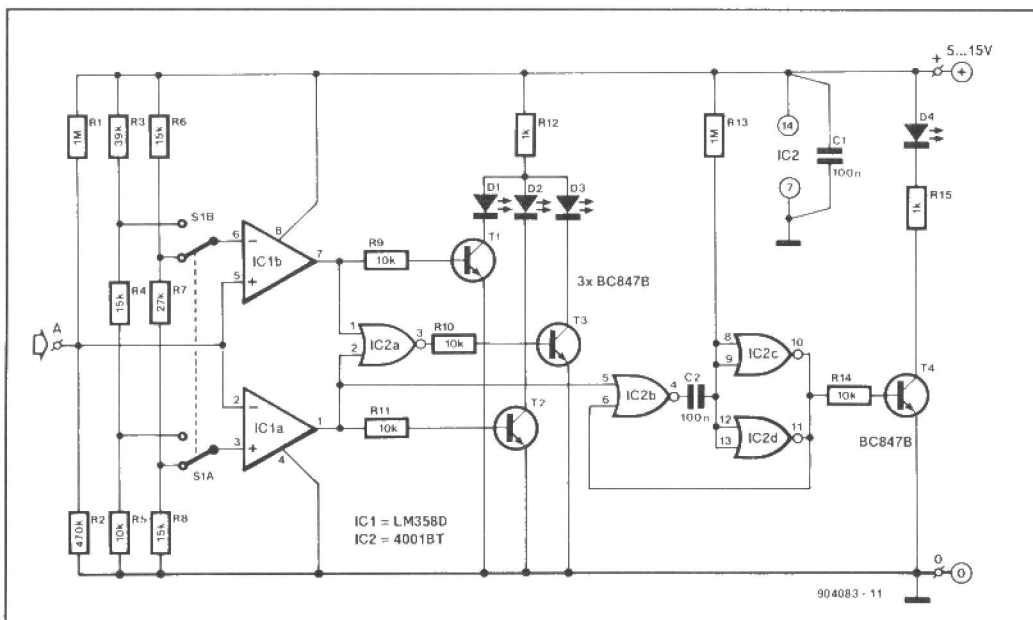 + 5...15V
+
R1 1M
R3 39k
R6 15k
R12 1k
R13 1M
14
IC2
7
C1 100n
D4
R15 1k
S1B
6 − 8
IC1b 7
5 +
D1 D2 D3
T1
R9 10k
3x BC847B
R4 15k
R7 27k
A
1
2 IC2a 3
R10 10k
T3
8
9 IC2c 10
2 −
IC1a 1
3 + 4
R11 10k
T2
5
6 IC2b 4
C2 100n
12
13 IC2d 11
R14 10k
T4
BC847B
S1A
R2 470k
R5 10k
R8 15k
IC1 = LM358D
IC2 = 4001BT
0 0
904083 - 11